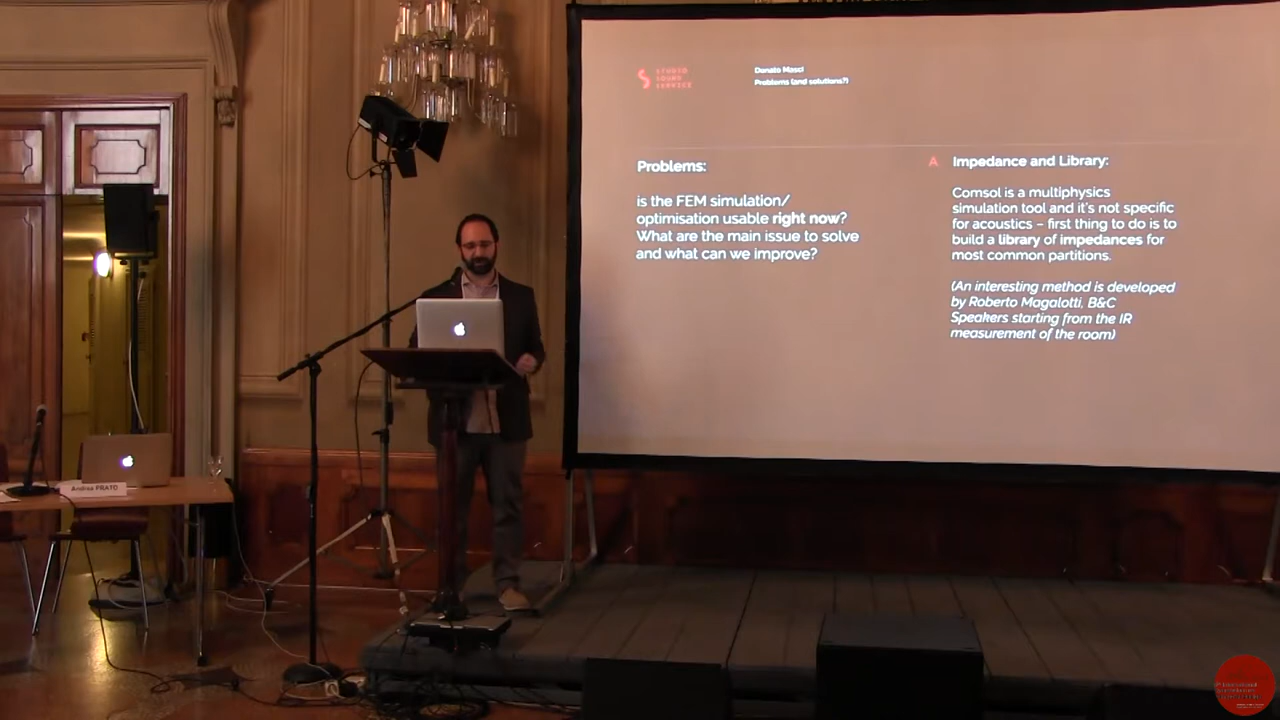 STUDIO
SOUND
SERVICE
Donato Masci
Problems (and solutions?)
Problems:
is the FEM simulation/
optimisation usable right now?
What are the main issue to solve
and what can we improve?
A Impedance and Library:
Comsol is a multiphysics
simulation tool and it's not specific
for acoustics – first thing to do is to
build a library of impedances for
most common partitions.
(An interesting method is developed
by Roberto Magalotti, B&C
Speakers starting from the IR
measurement of the room)
Andrea PRATO